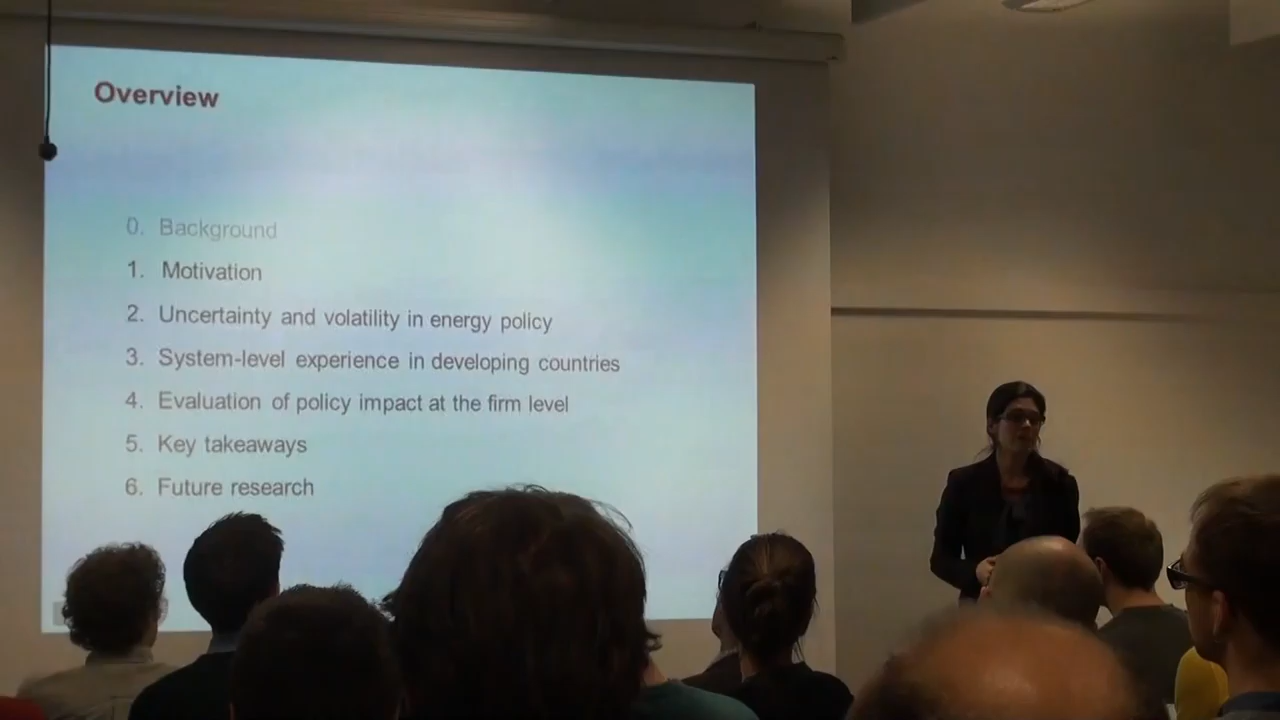 Overview
0. Background
1. Motivation
2. Uncertainty and volatility in energy policy
3. System-level experience in developing countries
4. Evaluation of policy impact at the firm level
5. Key takeaways
6. Future research